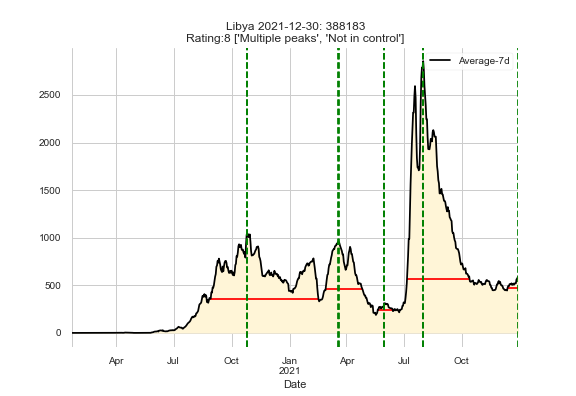 Libya 2021-12-30: 388183
Rating:8 ['Multiple peaks', 'Not in control']
Average-7d
2500
2000
1500
1000
500
0
Apr
Jul
Oct
Jan
2021
Apr
Jul
Oct
Date